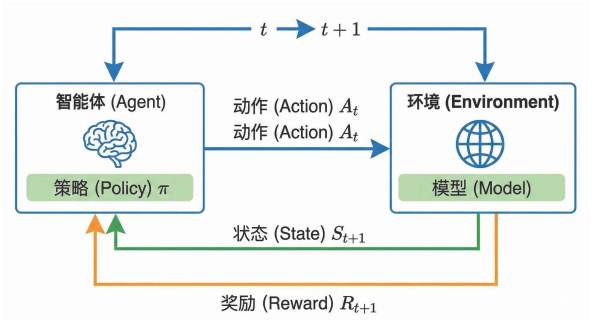 t → t + 1
智能体 (Agent)
策略 (Policy) π
动作 (Action) Aₜ
动作 (Action) Aₜ
环境 (Environment)
模型 (Model)
状态 (State) Sₜ₊₁
奖励 (Reward) Rₜ₊₁